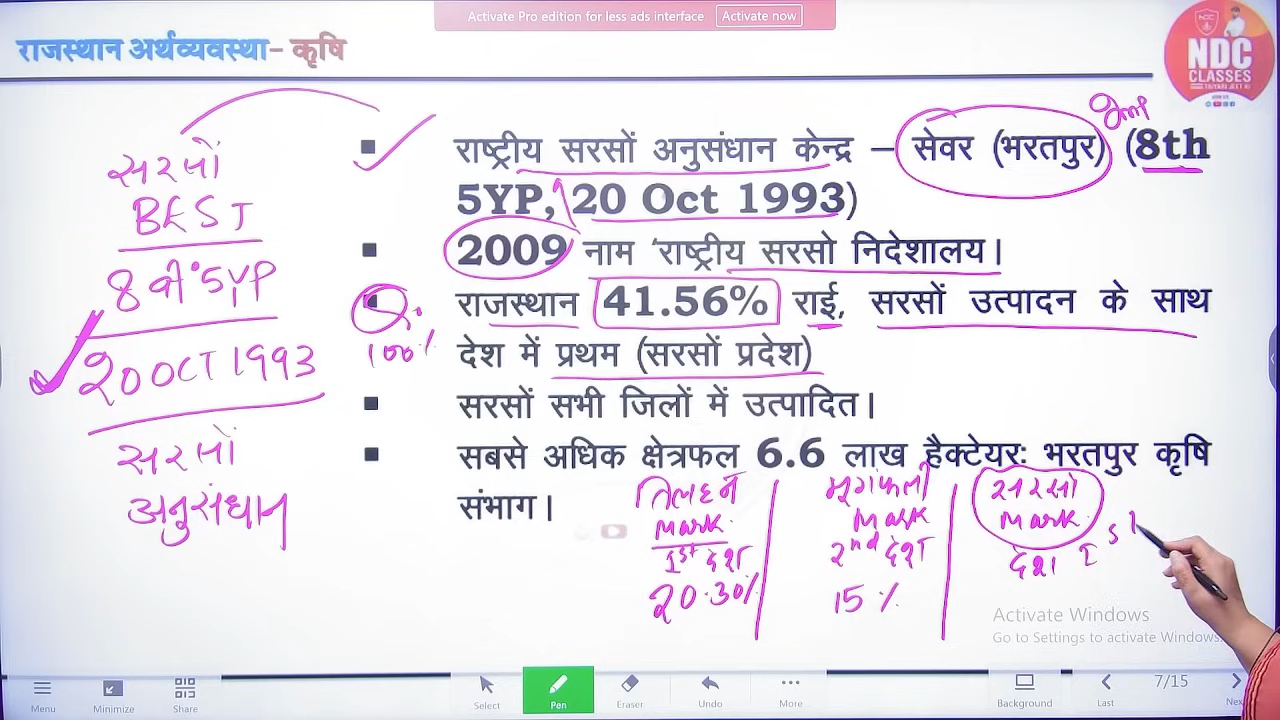 Activate Pro edition for less ads interface Activate now
राजस्थान अर्थव्यवस्था– कृषि
NDC
CLASSES
▪ राष्ट्रीय सरसों अनुसंधान केन्द्र – सेवर (भरतपुर) (8th
5YP, 20 Oct 1993)
▪ 2009 नाम 'राष्ट्रीय सरसो निदेशालय।
राजस्थान 41.56% राई, सरसों उत्पादन के साथ
देश में प्रथम (सरसों प्रदेश)
▪ सरसों सभी जिलों में उत्पादित।
▪ सबसे अधिक क्षेत्रफल 6.6 लाख हैक्टेयर: भरतपुर कृषि
संभाग।
सरसों
BEST
8वी 5YP
20 OCT 1993
सरसों
अनुसंधान
100%
तिलहन
Mark
1st देश
20.30%
मूगफली
Mark
2nd देश
15%
सरसो
Mark
देश I
Activate Windows
Go to Settings to activate Windows.
Menu Minimize Share Select Pen Eraser Undo More Background Last 7/15 Next